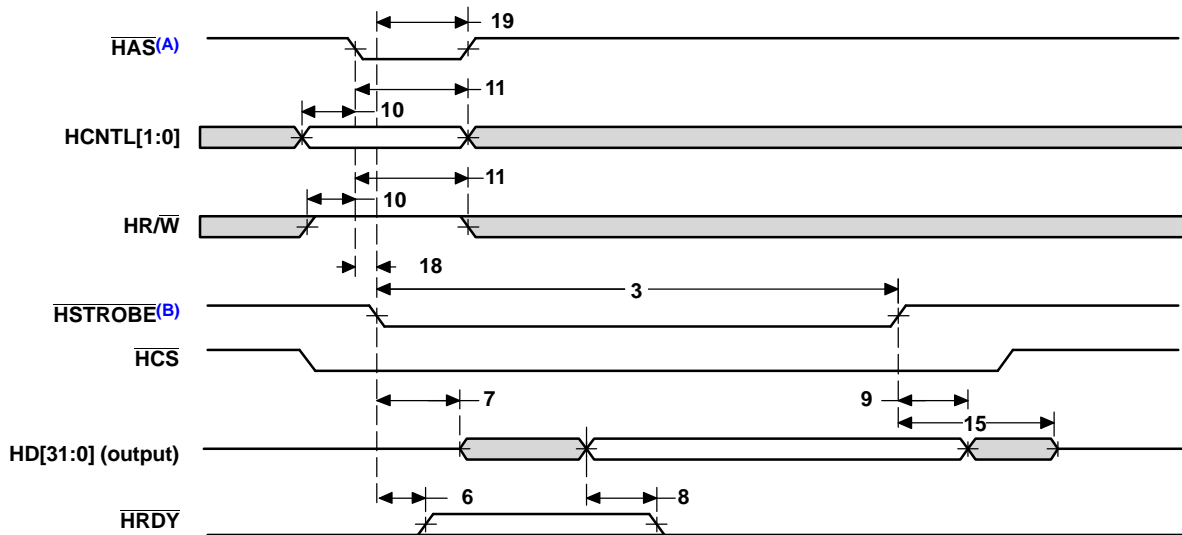 19
HAS(A)
11
10
HCNTL[1:0]
11
10
HR/W
18
3
HSTROBE(B)
HCS
7
9
15
HD[31:0] (output)
6
8
HRDY